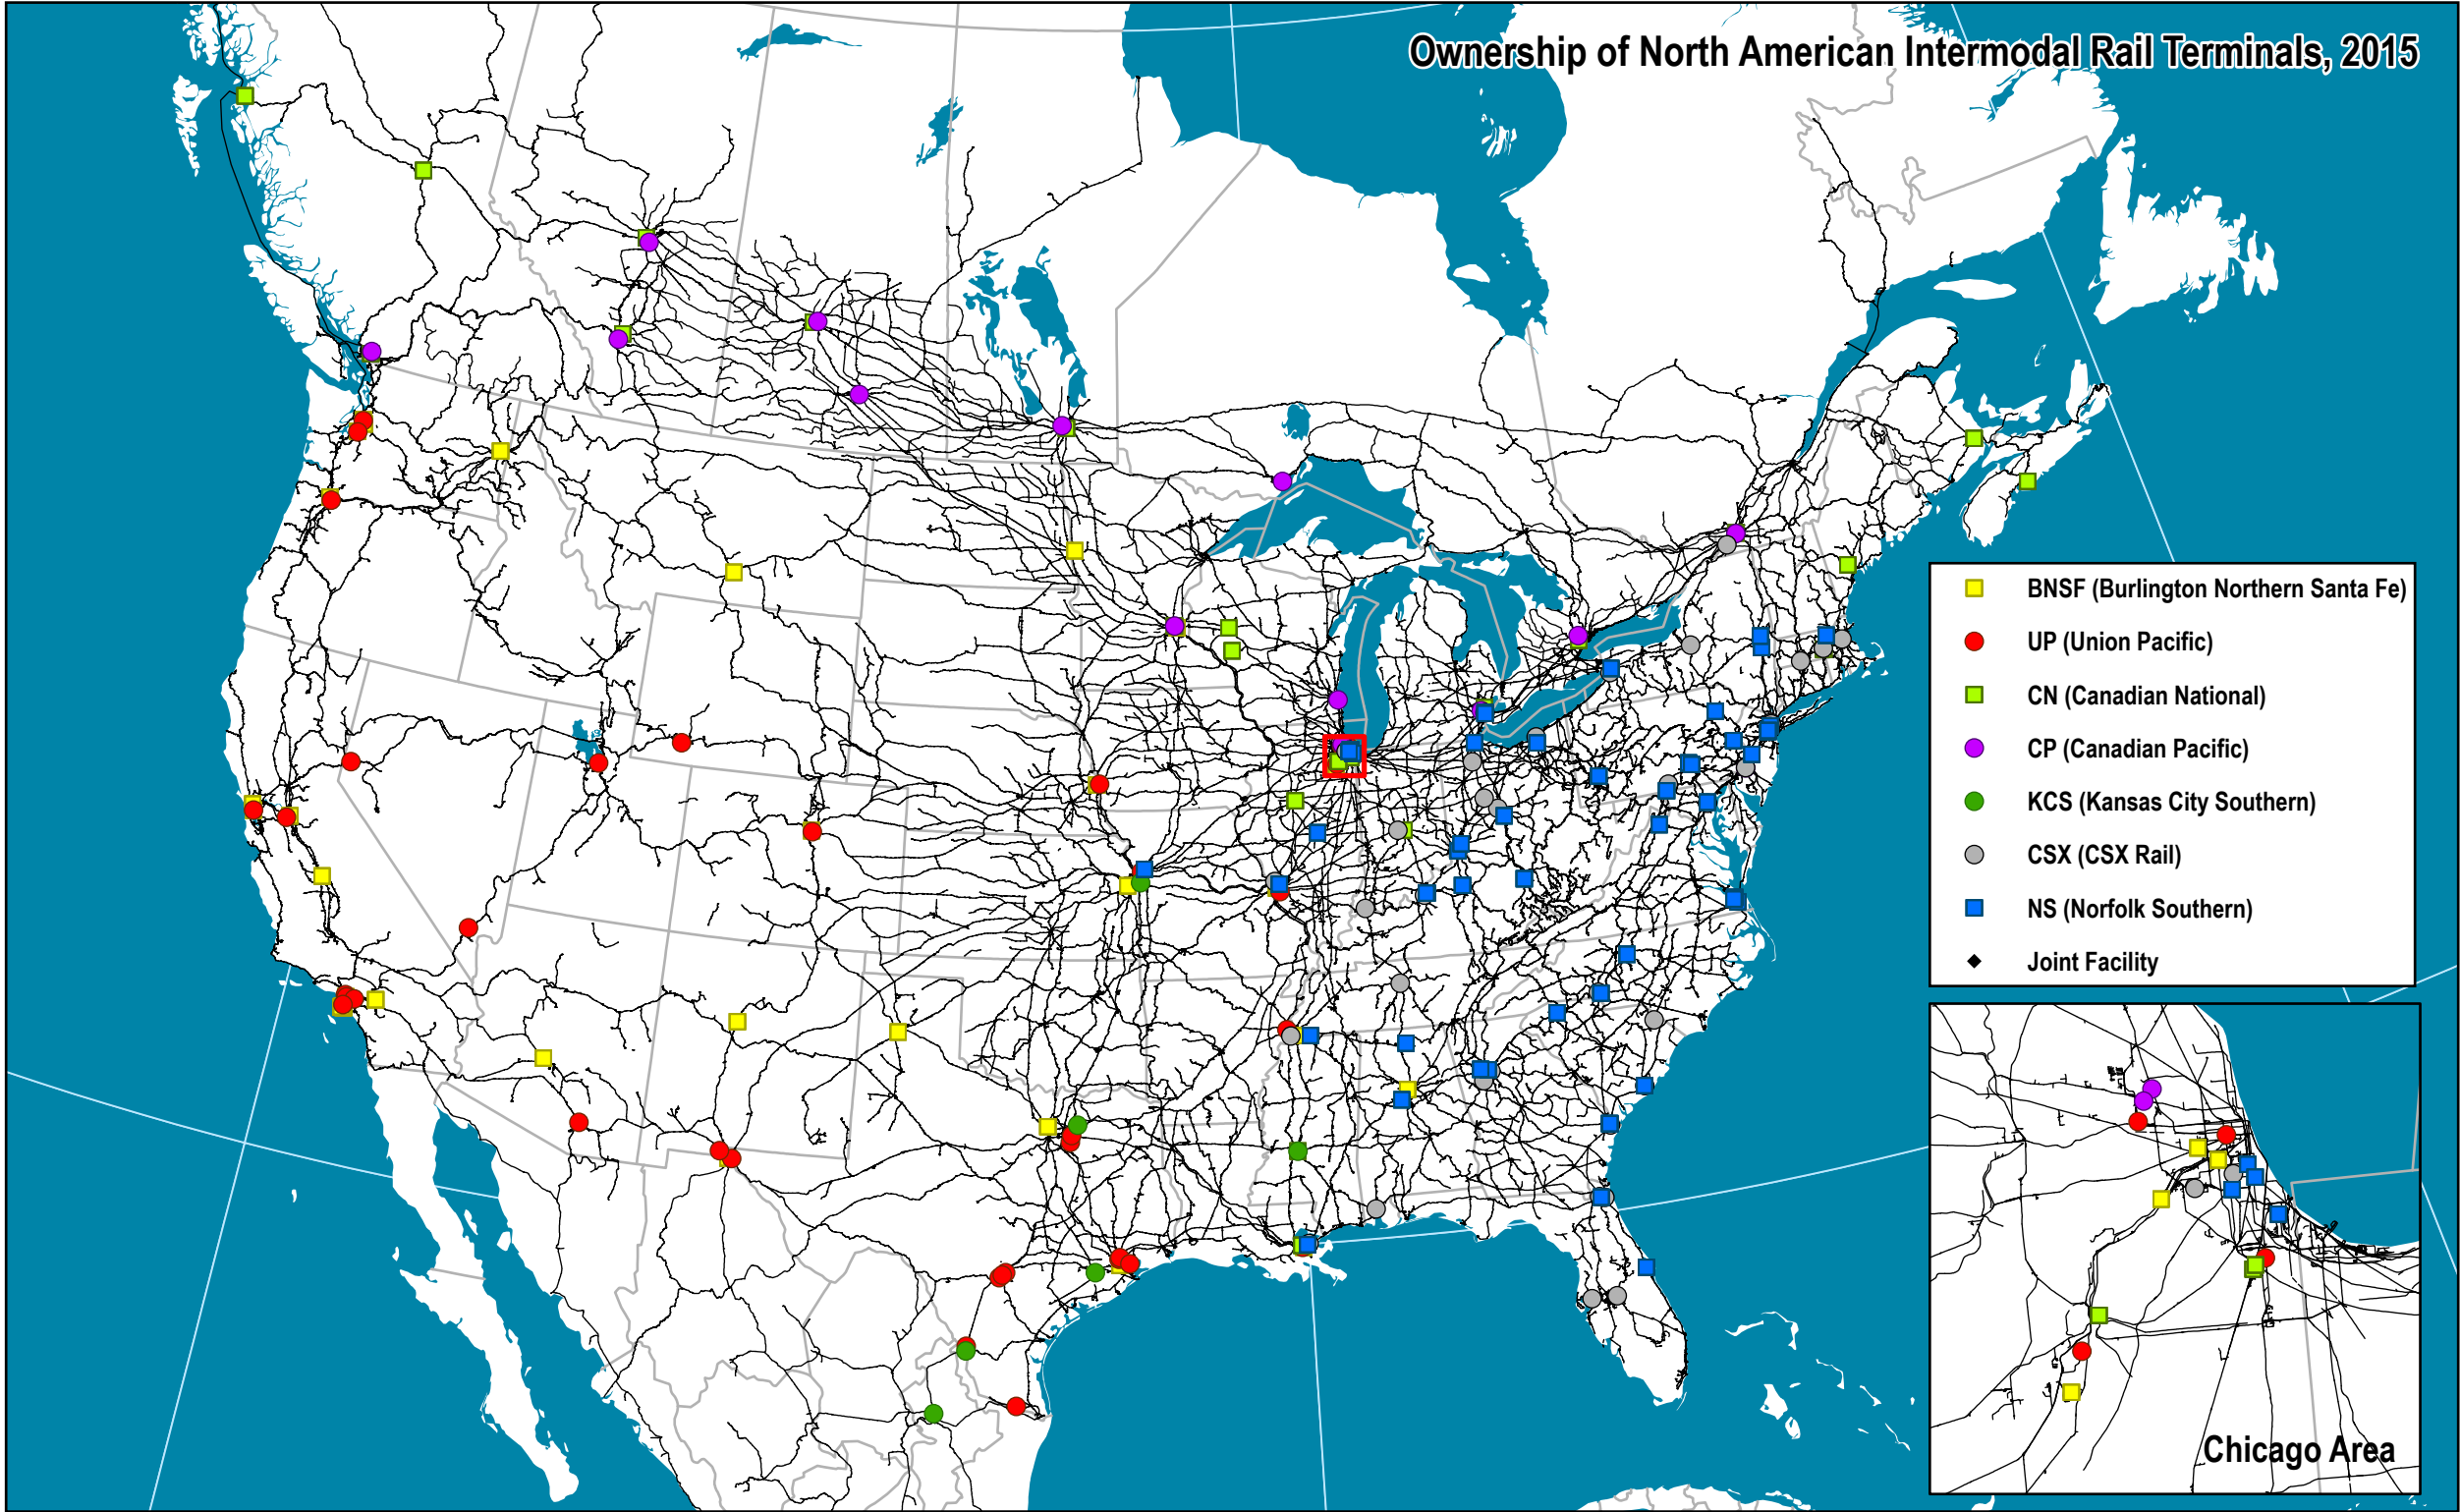 Ownership of North American Intermodal Rail Terminals, 2015
BNSF (Burlington Northern Santa Fe)
UP (Union Pacific)
CN (Canadian National)
CP (Canadian Pacific)
KCS (Kansas City Southern)
CSX (CSX Rail)
NS (Norfolk Southern)
Joint Facility
Chicago Area